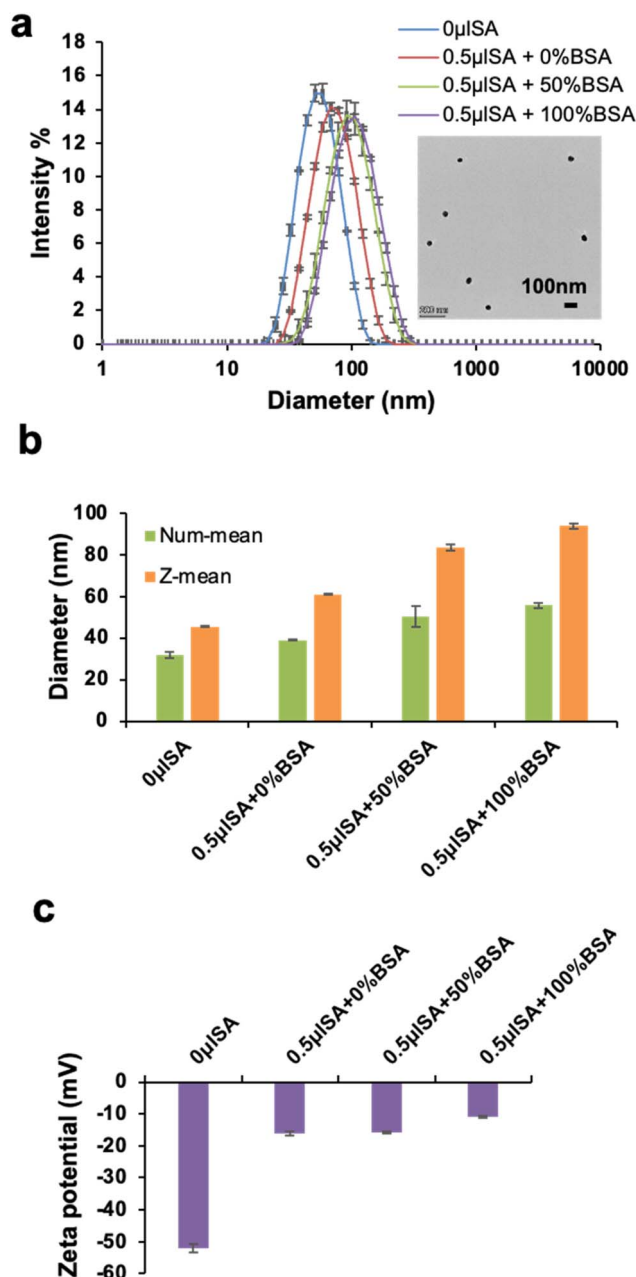 a
18
16
14
12
10
8
6
4
2
0
Intensity %
1
10
100
1000
10000
Diameter (nm)
0µlSA
0.5µlSA + 0%BSA
0.5µlSA + 50%BSA
0.5µlSA + 100%BSA
100nm
b
100
80
60
40
20
0
Diameter (nm)
Num-mean
Z-mean
0µlSA
0.5µlSA+0%BSA
0.5µlSA+50%BSA
0.5µlSA+100%BSA
c
0µlSA
0.5µlSA+0%BSA
0.5µlSA+50%BSA
0.5µlSA+100%BSA
0
-10
-20
-30
-40
-50
-60
Zeta potential (mV)